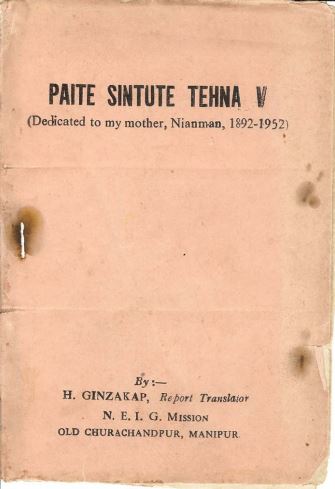 PAITE SINTUTE TEHNA V
(Dedicated to my mother, Nianman, 1892-1952)
By:—
H. GINZAKAP, Report Translator
N. E. I. G. MISSION
OLD CHURACHANDPUR, MANIPUR